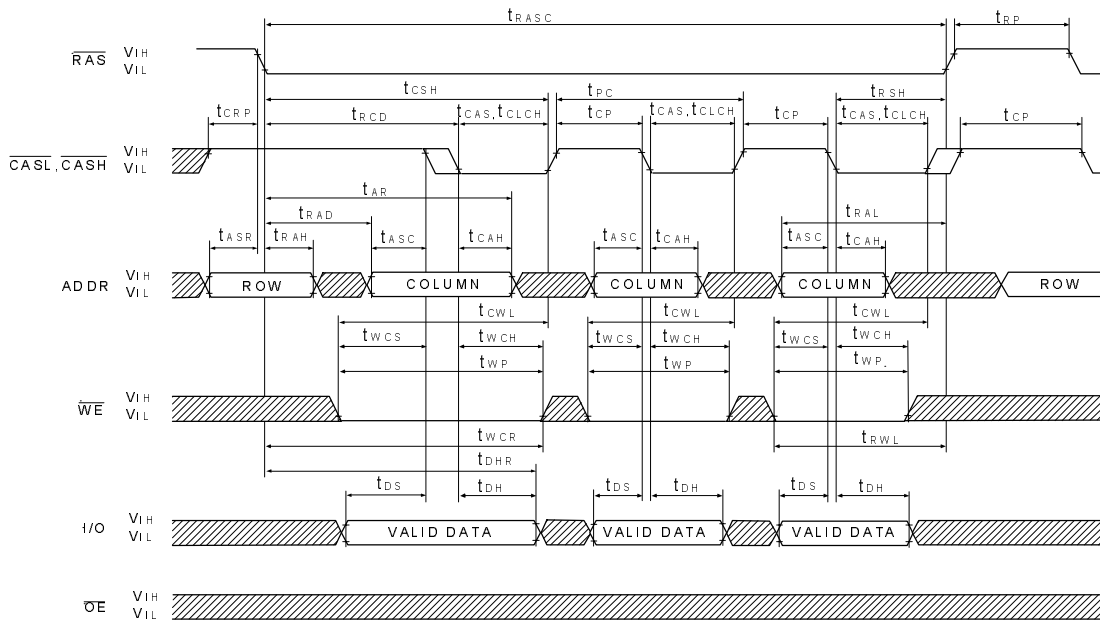 tRASC tRP
RAS VIH
VIL
tCSH tPC tRSH
tCRP tRCD tCAS,tCLCH tCP tCAS,tCLCH tCP tCAS,tCLCH tCP
CASL,CASH VIH
VIL
tAR
tRAD tRAL
tASR tRAH tASC tCAH tASC tCAH tASC tCAH
ADDR VIH
VIL
ROW COLUMN COLUMN COLUMN ROW
tCWL tCWL tCWL
tWCS tWCH tWCS tWCH tWCS tWCH
tWP tWP tWP.
WE VIH
VIL
tWCR tRWL
tDHR
tDS tDH tDS tDH tDS tDH
I/O VIH
VIL
VALID DATA VALID DATA VALID DATA
OE VIH
VIL